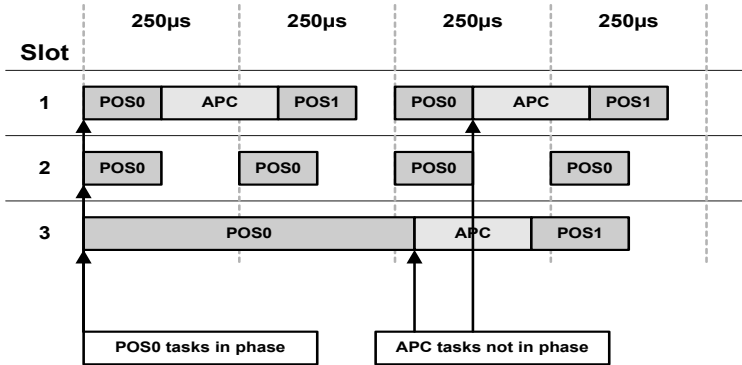 250µs 250µs 250µs 250µs
Slot
1 POS0 APC POS1 POS0 APC POS1
2 POS0 POS0 POS0 POS0
3 POS0 APC POS1
POS0 tasks in phase APC tasks not in phase